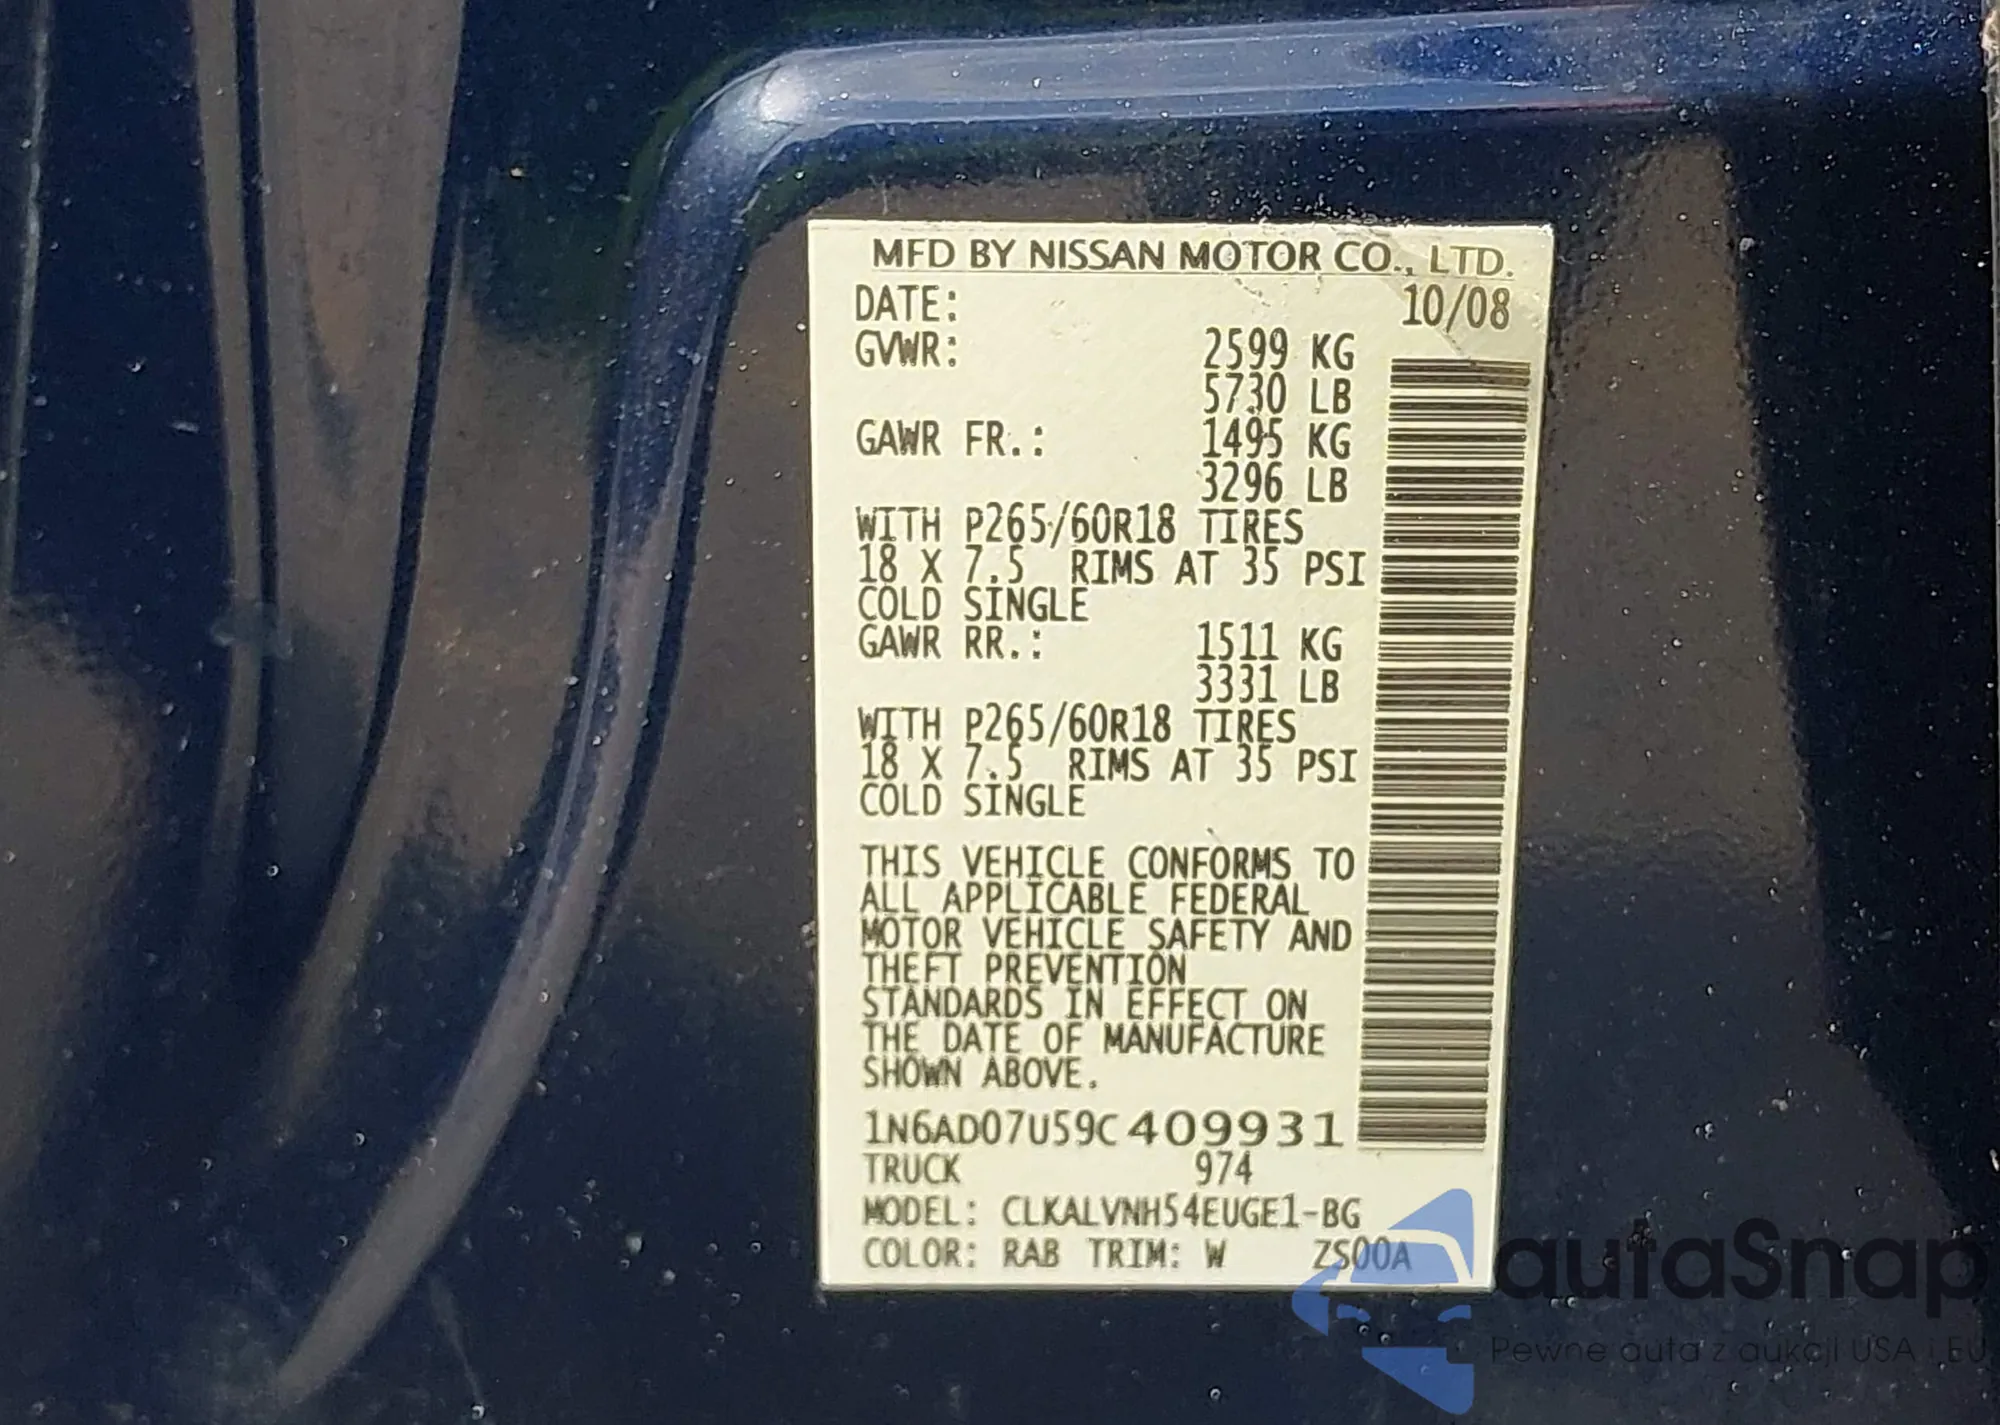 MFD BY NISSAN MOTOR CO., LTD.
DATE: 10/08
GVWR: 2599 KG
5730 LB
GAWR FR.: 1495 KG
3296 LB
WITH P265/60R18 TIRES
18 X 7.5 RIMS AT 35 PSI
COLD SINGLE
GAWR RR.: 1511 KG
3331 LB
WITH P265/60R18 TIRES
18 X 7.5 RIMS AT 35 PSI
COLD SINGLE
THIS VEHICLE CONFORMS TO
ALL APPLICABLE FEDERAL
MOTOR VEHICLE SAFETY AND
THEFT PREVENTION
STANDARDS IN EFFECT ON
THE DATE OF MANUFACTURE
SHOWN ABOVE.
1N6AD07U59C409931
TRUCK 974
MODEL: CLKALVNH54EUGE1-BG
COLOR: RAB TRIM: W ZS00A
autaSnap
Pewne auta z aukcji USA i EU